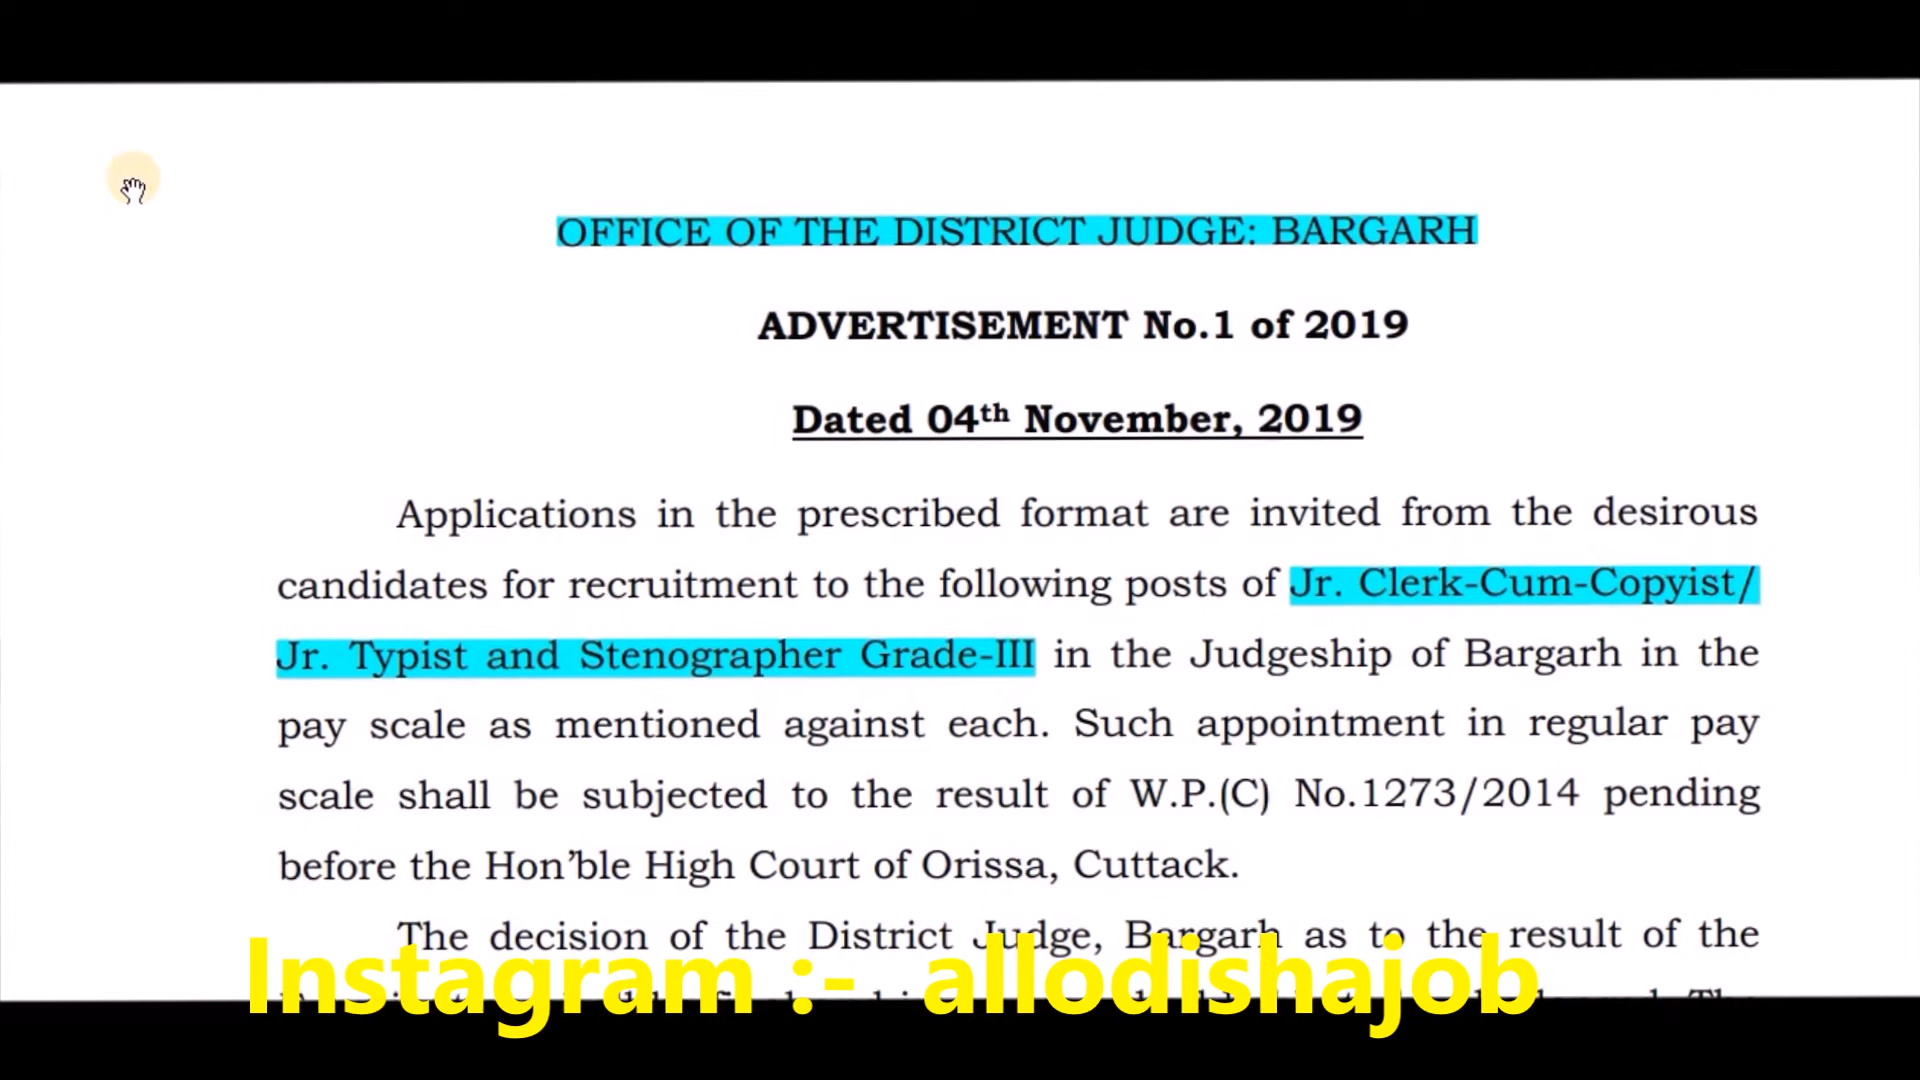 OFFICE OF THE DISTRICT JUDGE: BARGARH
ADVERTISEMENT No.1 of 2019
Dated 04th November, 2019
Applications in the prescribed format are invited from the desirous
candidates for recruitment to the following posts of Jr. Clerk-Cum-Copyist/
Jr. Typist and Stenographer Grade-III in the Judgeship of Bargarh in the
pay scale as mentioned against each. Such appointment in regular pay
scale shall be subjected to the result of W.P.(C) No.1273/2014 pending
before the Hon’ble High Court of Orissa, Cuttack.
The decision of the District Judge, Bargarh as to the result of the
Instagram :- allodishajob